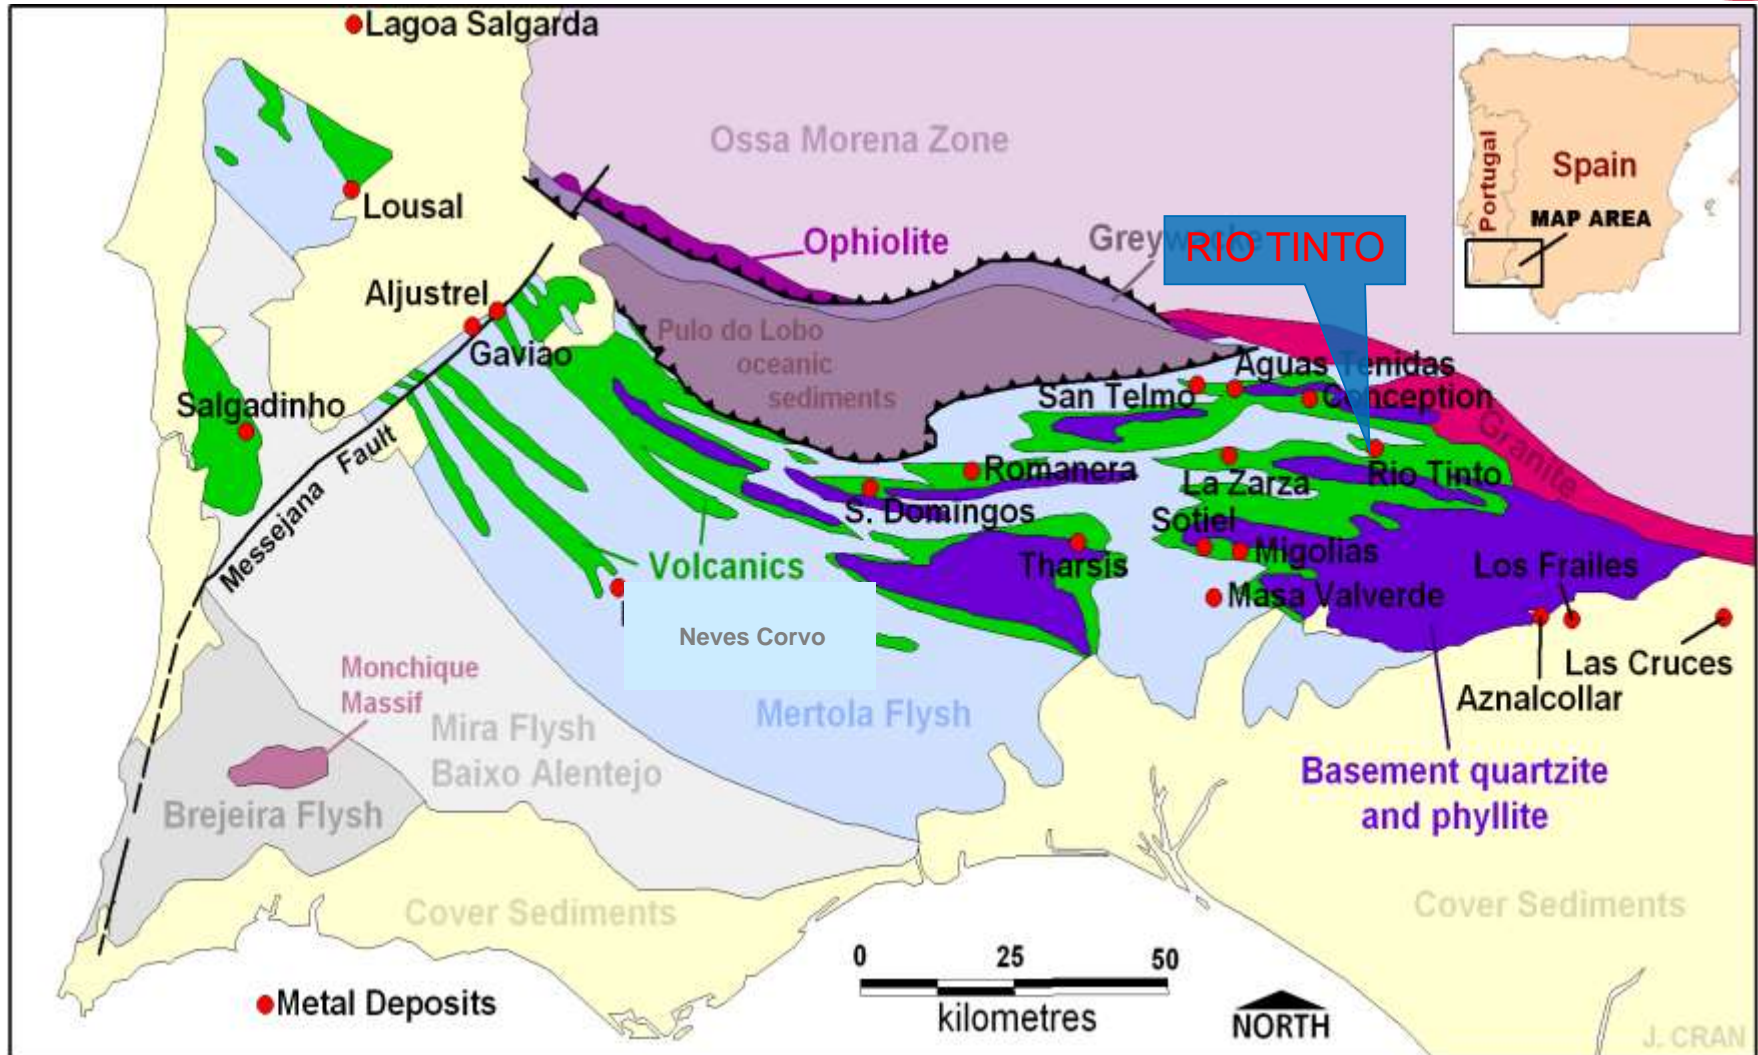 Lagoa Salgarda
Ossa Morena Zone
Portugal
Spain
MAP AREA
Lousal
Ophiolite
Greywacke
RIO TINTO
Aljustrel
Gaviao
Pulo do Lobo
oceanic
sediments
Aguas Tenidas
San Telmo
Conception
Salgadinho
Granite
Messejana Fault
Romanera
La Zarza
Rio Tinto
S. Domingos
Sotiel
Volcanics
Tharsis
Migolias
Los Frailes
Masa Valverde
Neves Corvo
Las Cruces
Aznalcollar
Monchique
Massif
Mira Flysh
Baixo Alentejo
Mertola Flysh
Brejeira Flysh
Basement quartzite
and phyllite
Cover Sediments
Cover Sediments
0 25 50
kilometres
NORTH
Metal Deposits
J. CRAN